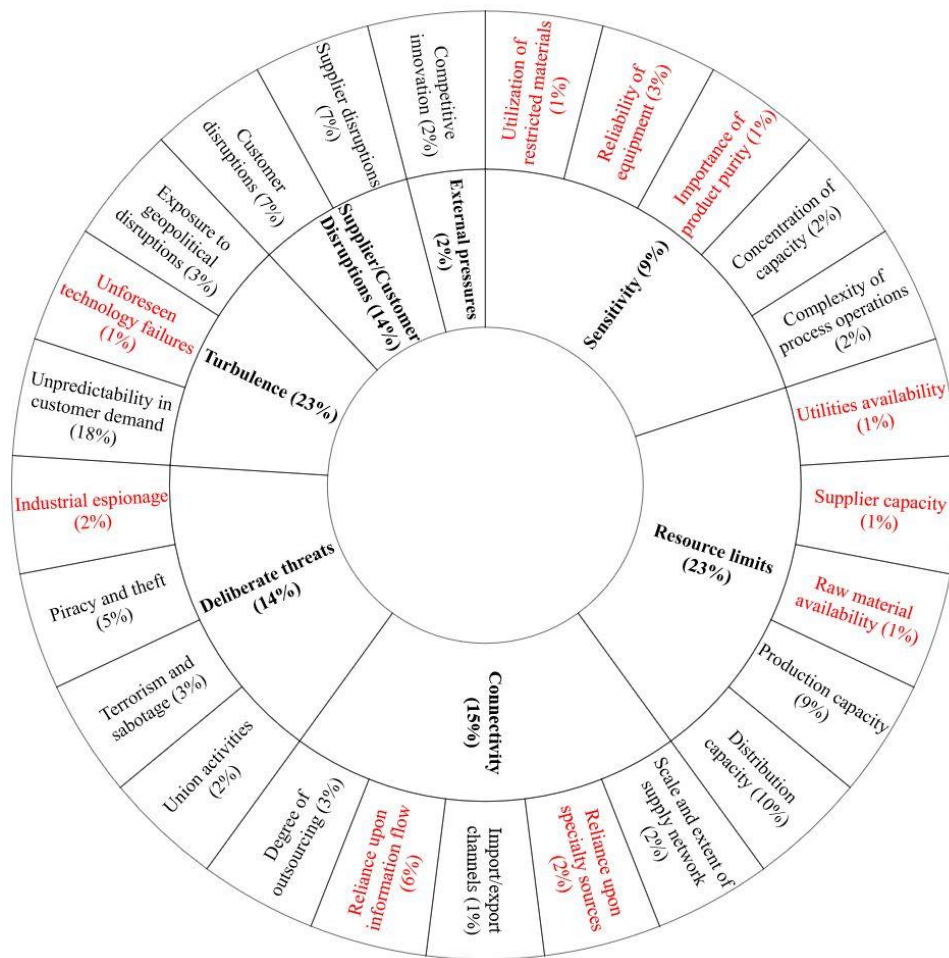 Utilization of
restricted materials
(1%)
Reliability of
equipment (3%)
Importance of
product purity (1%)
Concentration of
capacity (2%)
Complexity of
process operations
(2%)
Utilities availability
(1%)
Supplier capacity
(1%)
Raw material
availability (1%)
Production capacity
(9%)
Distribution
capacity (10%)
Scale and extent of
supply network
(2%)
Reliance upon
specialty sources
(2%)
Import/export
channels (1%)
Reliance upon
information flow
(6%)
Degree of
outsourcing (3%)
Union activities
(2%)
Terrorism and
sabotage (3%)
Piracy and theft
(5%)
Industrial espionage
(2%)
Unpredictability in
customer demand
(18%)
Unforeseen
technology failures
(1%)
Exposure to
geopolitical
disruptions (3%)
Customer
disruptions (7%)
Supplier disruptions
(7%)
Competitive
innovation (2%)
Sensitivity (9%)
Resource limits
(23%)
Connectivity
(15%)
Deliberate threats
(14%)
Turbulence (23%)
Supplier/Customer
Disruptions (14%)
External pressures
(2%)